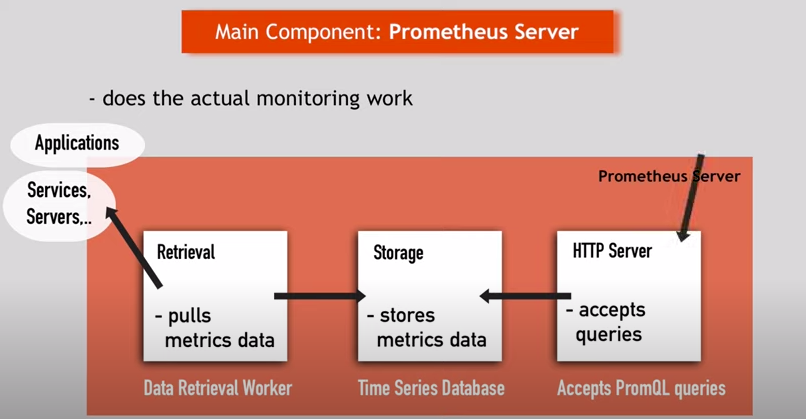 Main Component: Prometheus Server
- does the actual monitoring work
Applications
Services,
Servers,..
Prometheus Server
Retrieval
- pulls
metrics data
Data Retrieval Worker
Storage
- stores
metrics data
Time Series Database
HTTP Server
- accepts
queries
Accepts PromQL queries